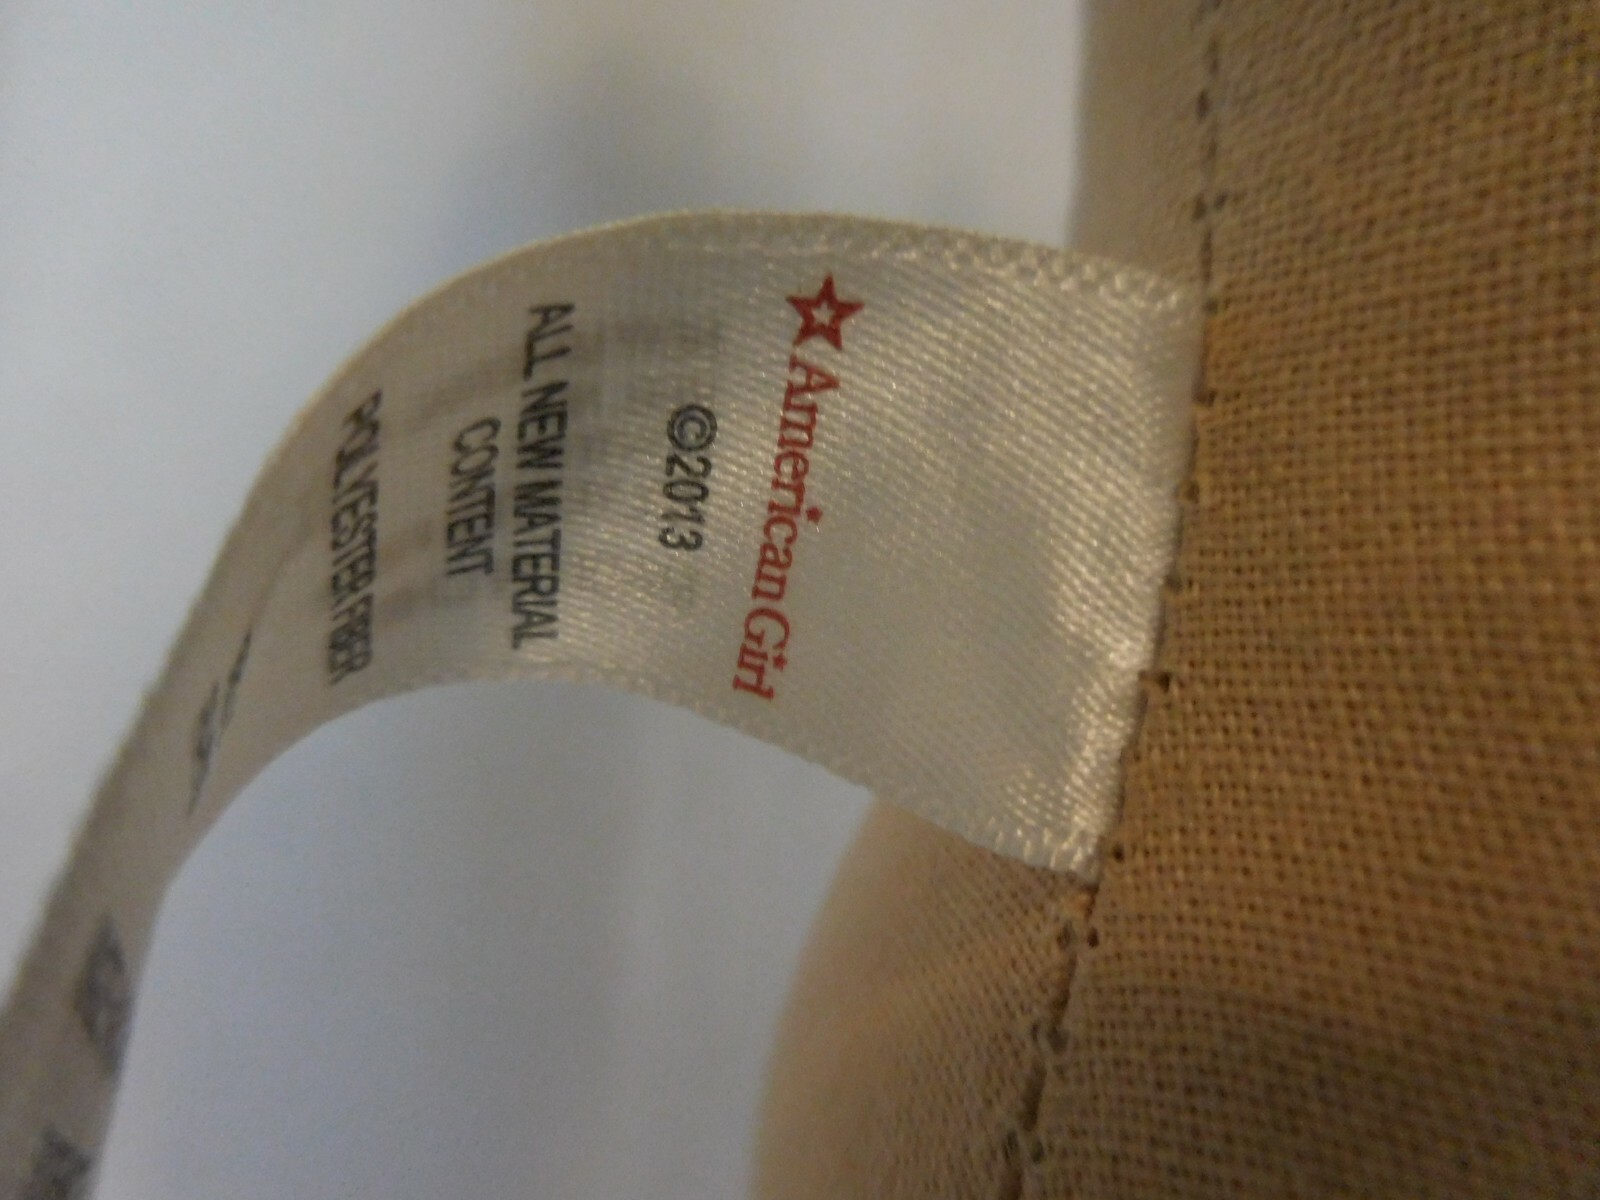 American Girl
©2013
ALL NEW MATERIAL
CONTENT
POLYESTER FIBER